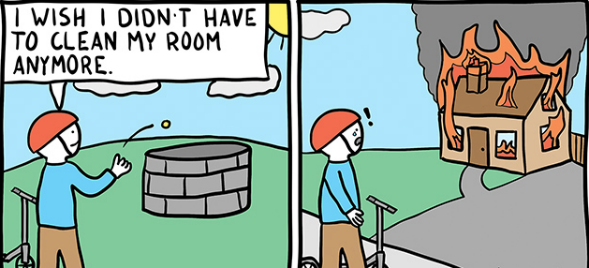 I WISH I DIDN'T HAVE
TO CLEAN MY ROOM
ANYMORE.
!